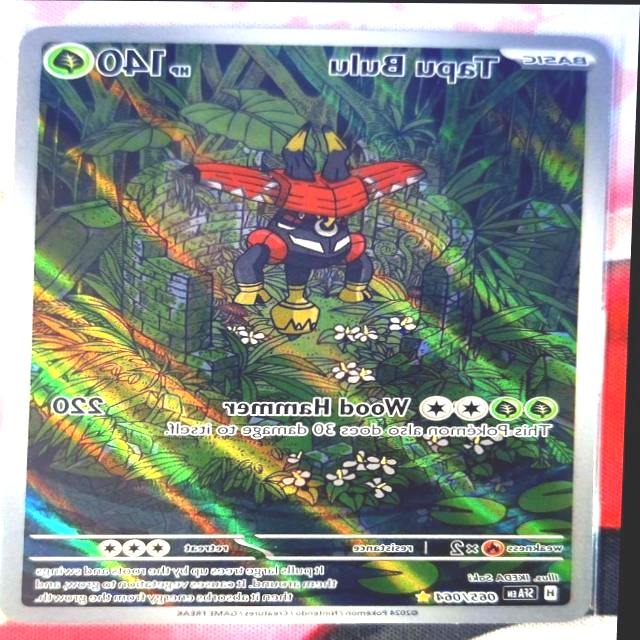 BASIC
Tapu Bulu HP 140
Wood Hammer 220
This Pokémon also does 30 damage to itself.
weakness ×2 resistance retreat
Illus. IKEDA Saki
H SFA EN 065/064
It pulls large trees up by the roots and swings
them around. It causes vegetation to grow, and
then it absorbs energy from the growth.
©2024 Pokémon / Nintendo / Creatures / GAME FREAK